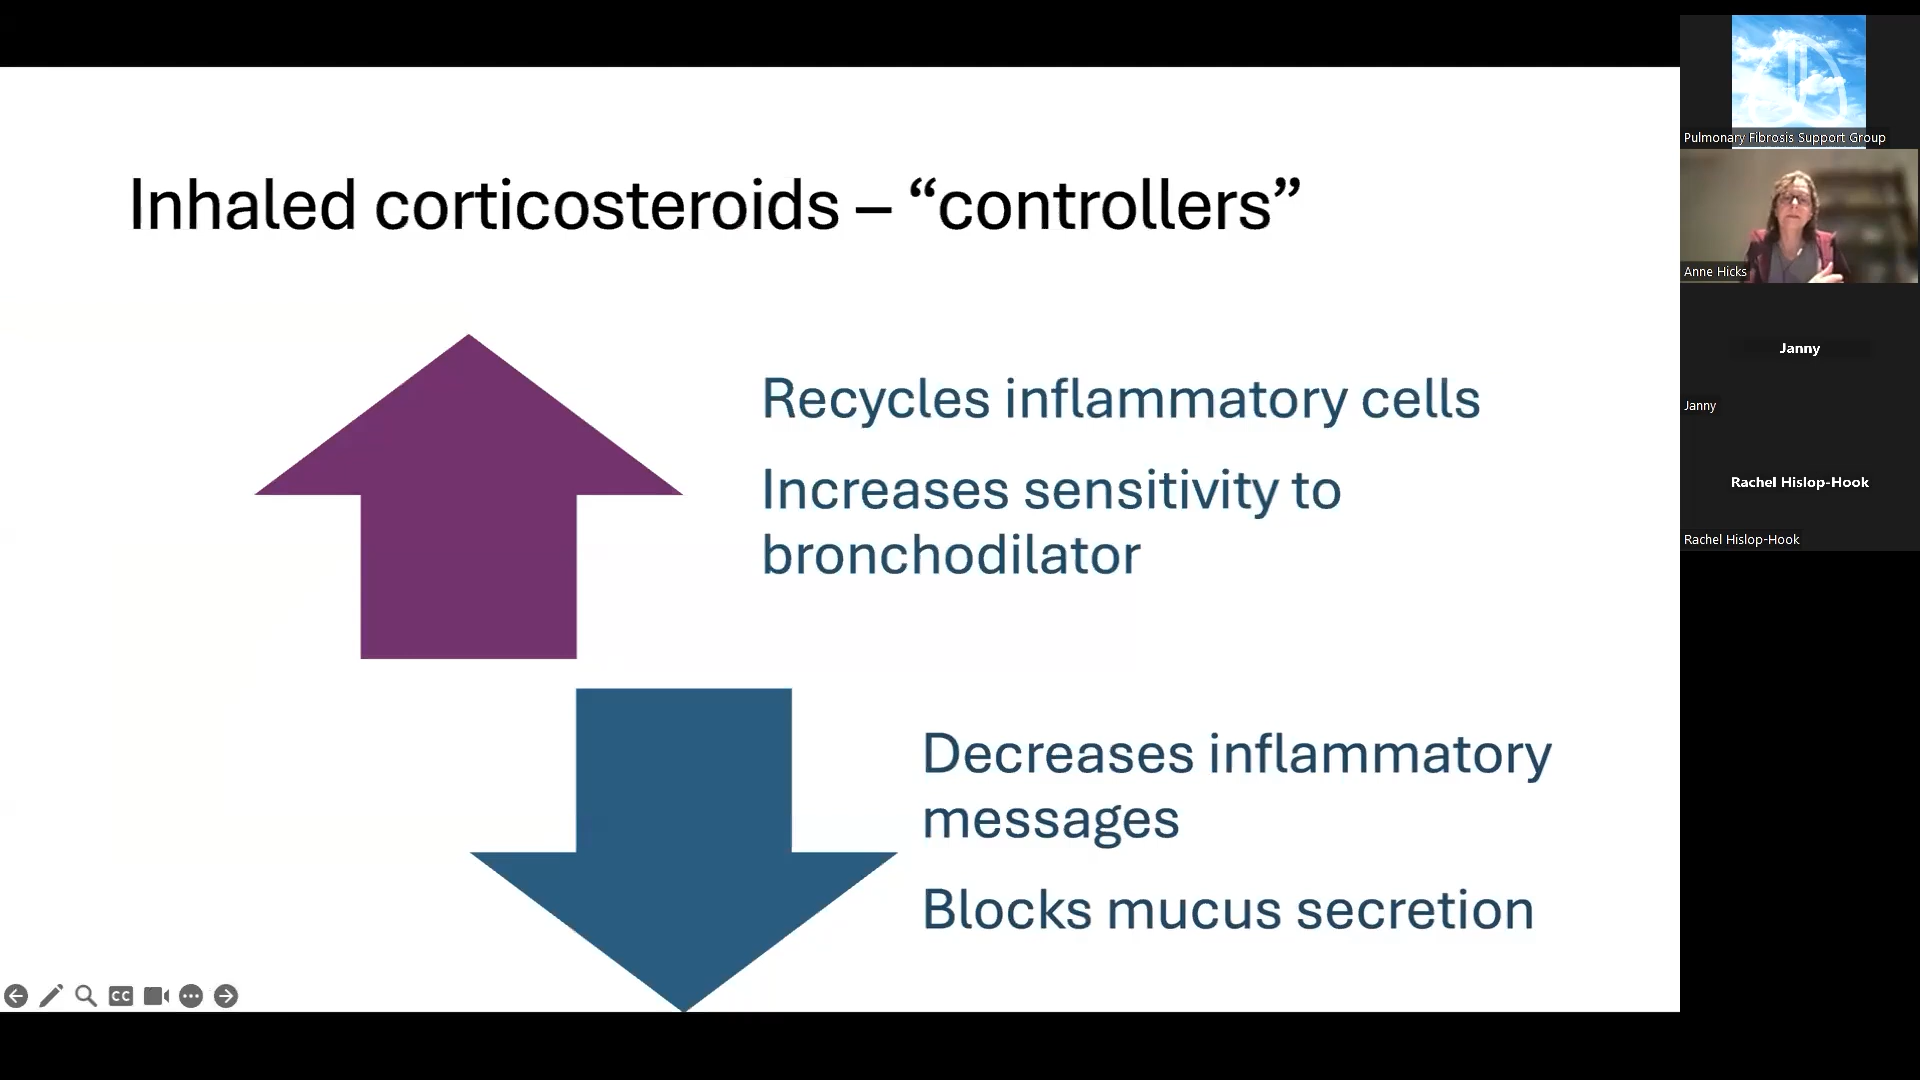 Inhaled corticosteroids – “controllers”
Recycles inflammatory cells
Increases sensitivity to
bronchodilator
Decreases inflammatory
messages
Blocks mucus secretion
CC
Pulmonary Fibrosis Support Group
Anne Hicks
Janny
Janny
Rachel Hislop-Hook
Rachel Hislop-Hook